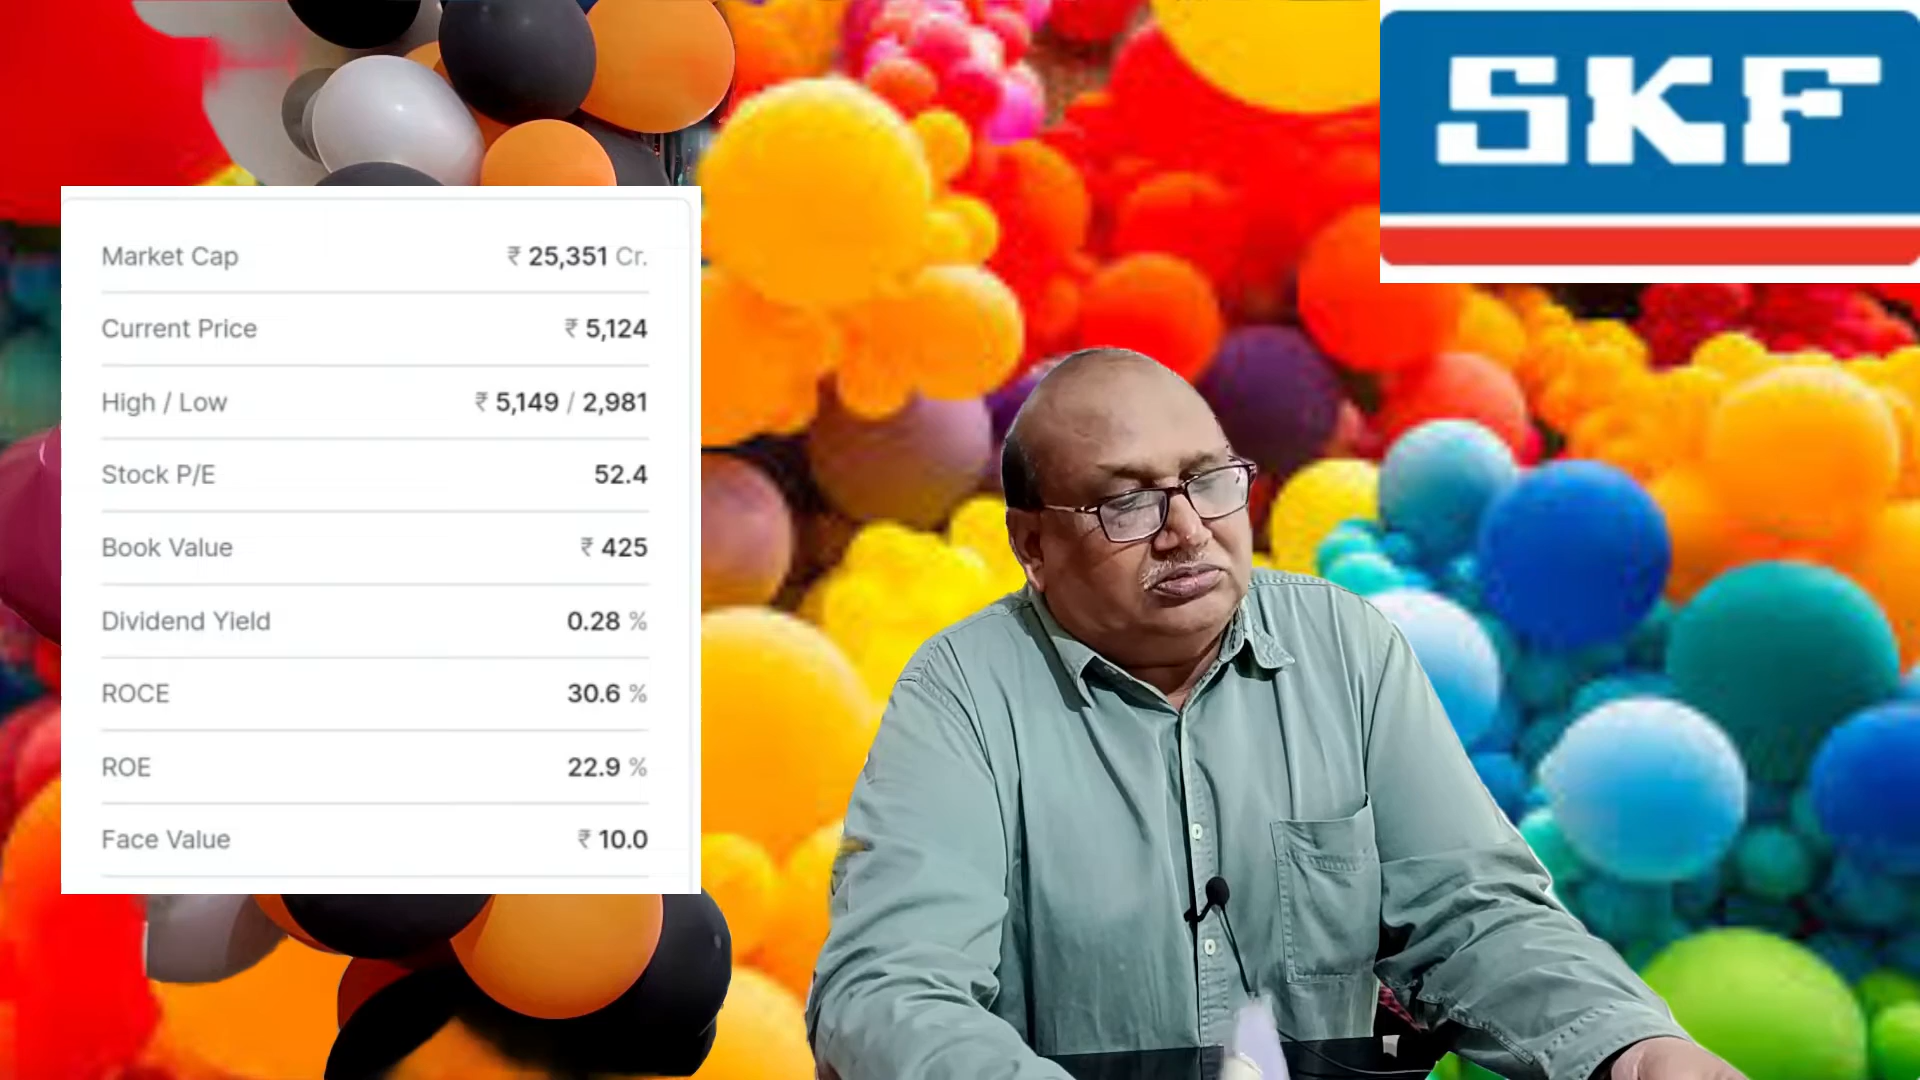 SKF
Market Cap ₹ 25,351 Cr.
Current Price ₹ 5,124
High / Low ₹ 5,149 / 2,981
Stock P/E 52.4
Book Value ₹ 425
Dividend Yield 0.28 %
ROCE 30.6 %
ROE 22.9 %
Face Value ₹ 10.0